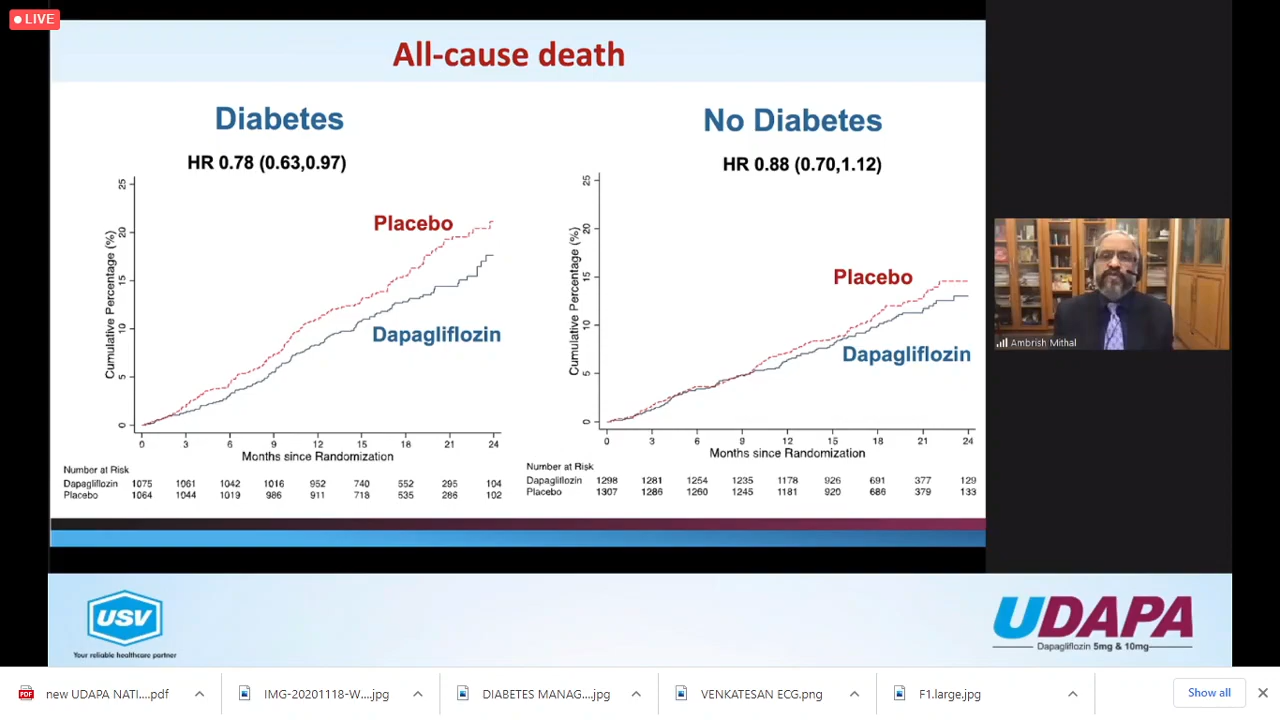 LIVE
All-cause death
Diabetes
HR 0.78 (0.63,0.97)
25
20
15
10
5
0
Cumulative Percentage (%)
Placebo
Dapagliflozin
0 3 6 9 12 15 18 21 24
Months since Randomization
Number at Risk
Dapagliflozin 1075 1061 1042 1016 952 740 552 295 104
Placebo 1064 1044 1019 986 911 718 535 286 102
No Diabetes
HR 0.88 (0.70,1.12)
25
20
15
10
5
0
Cumulative Percentage (%)
Placebo
Dapagliflozin
0 3 6 9 12 15 18 21 24
Months since Randomization
Number at Risk
Dapagliflozin 1298 1281 1254 1235 1178 926 691 377 129
Placebo 1307 1286 1260 1245 1181 920 686 379 133
Ambrish Mithal
USV
Your reliable healthcare partner
UDAPA
Dapagliflozin 5mg & 10mg
PDF
new UDAPA NATI....pdf
IMG-20201118-W....jpg
DIABETES MANAG....jpg
VENKATESAN ECG.png
F1.large.jpg
Show all